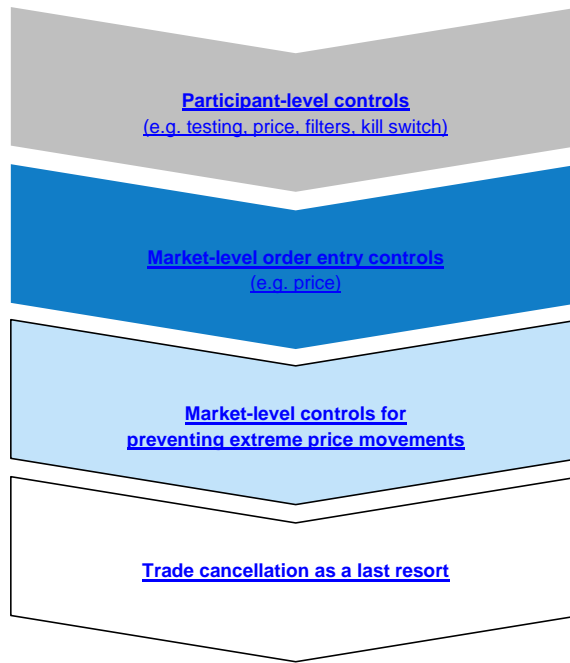 Participant-level controls
(e.g. testing, price, filters, kill switch)
Market-level order entry controls
(e.g. price)
Market-level controls for
preventing extreme price movements
Trade cancellation as a last resort